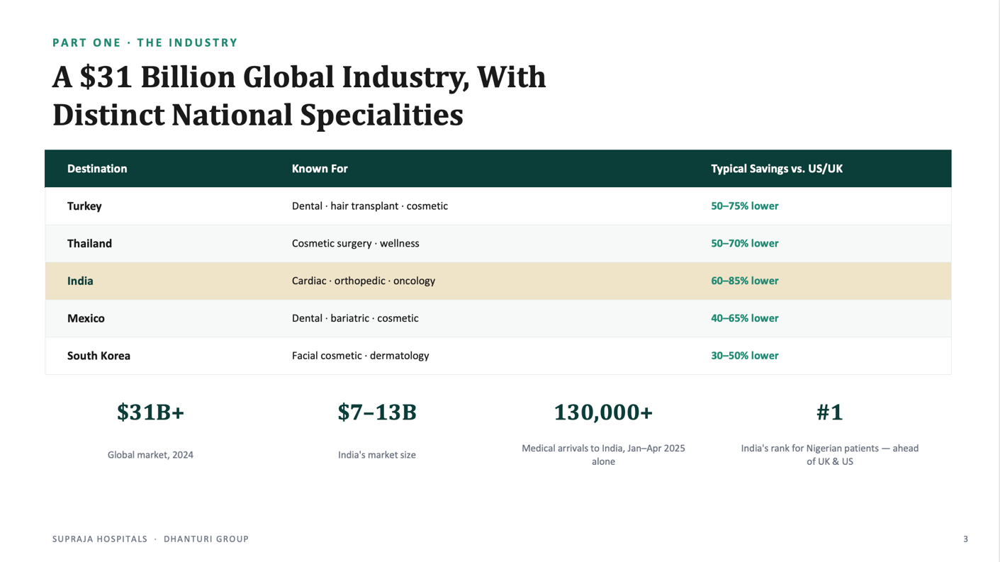 PART ONE · THE INDUSTRY
A $31 Billion Global Industry, With
Distinct National Specialities
Destination Known For Typical Savings vs. US/UK
Turkey Dental · hair transplant · cosmetic 50–75% lower
Thailand Cosmetic surgery · wellness 50–70% lower
India Cardiac · orthopedic · oncology 60–85% lower
Mexico Dental · bariatric · cosmetic 40–65% lower
South Korea Facial cosmetic · dermatology 30–50% lower
$31B+
Global market, 2024
$7–13B
India's market size
130,000+
Medical arrivals to India, Jan–Apr 2025
alone
#1
India's rank for Nigerian patients — ahead
of UK & US
SUPRAJA HOSPITALS · DHANTURI GROUP
3